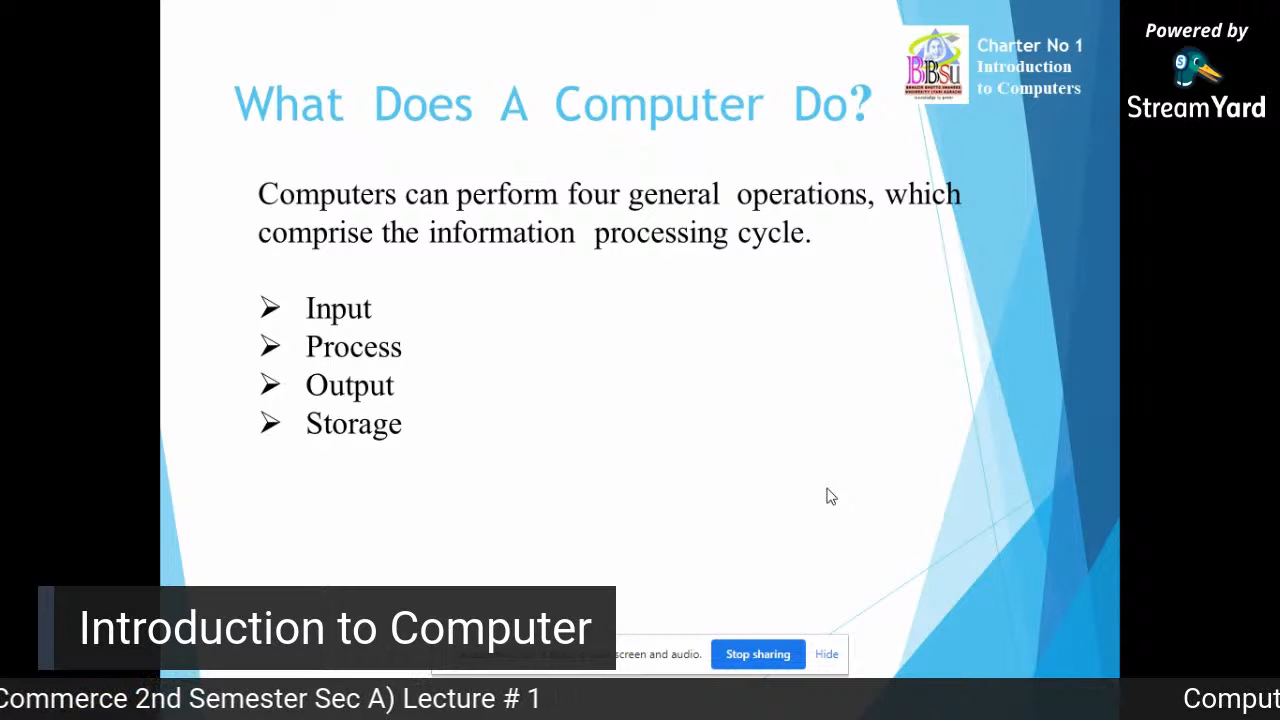 Powered by
StreamYard
Charter No 1
Introduction
to Computers
BBSU
What Does A Computer Do?
Computers can perform four general operations, which
comprise the information processing cycle.
➢ Input
➢ Process
➢ Output
➢ Storage
Introduction to Computer
screen and audio.
Stop sharing
Hide
Commerce 2nd Semester Sec A) Lecture # 1
Comput